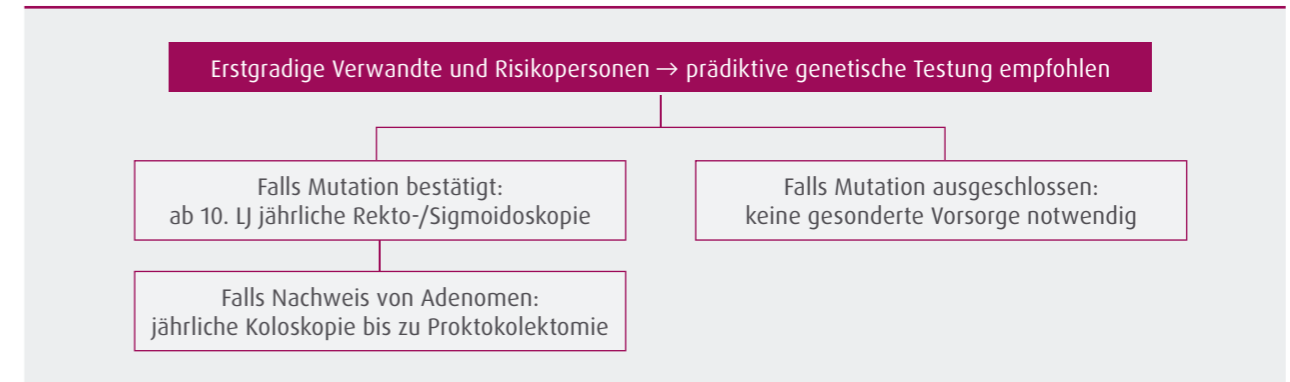 Erstgradige Verwandte und Risikopersonen → prädiktive genetische Testung empfohlen
Falls Mutation bestätigt:
ab 10. LJ jährliche Rekto-/Sigmoidoskopie
Falls Mutation ausgeschlossen:
keine gesonderte Vorsorge notwendig
Falls Nachweis von Adenomen:
jährliche Koloskopie bis zu Proktokolektomie